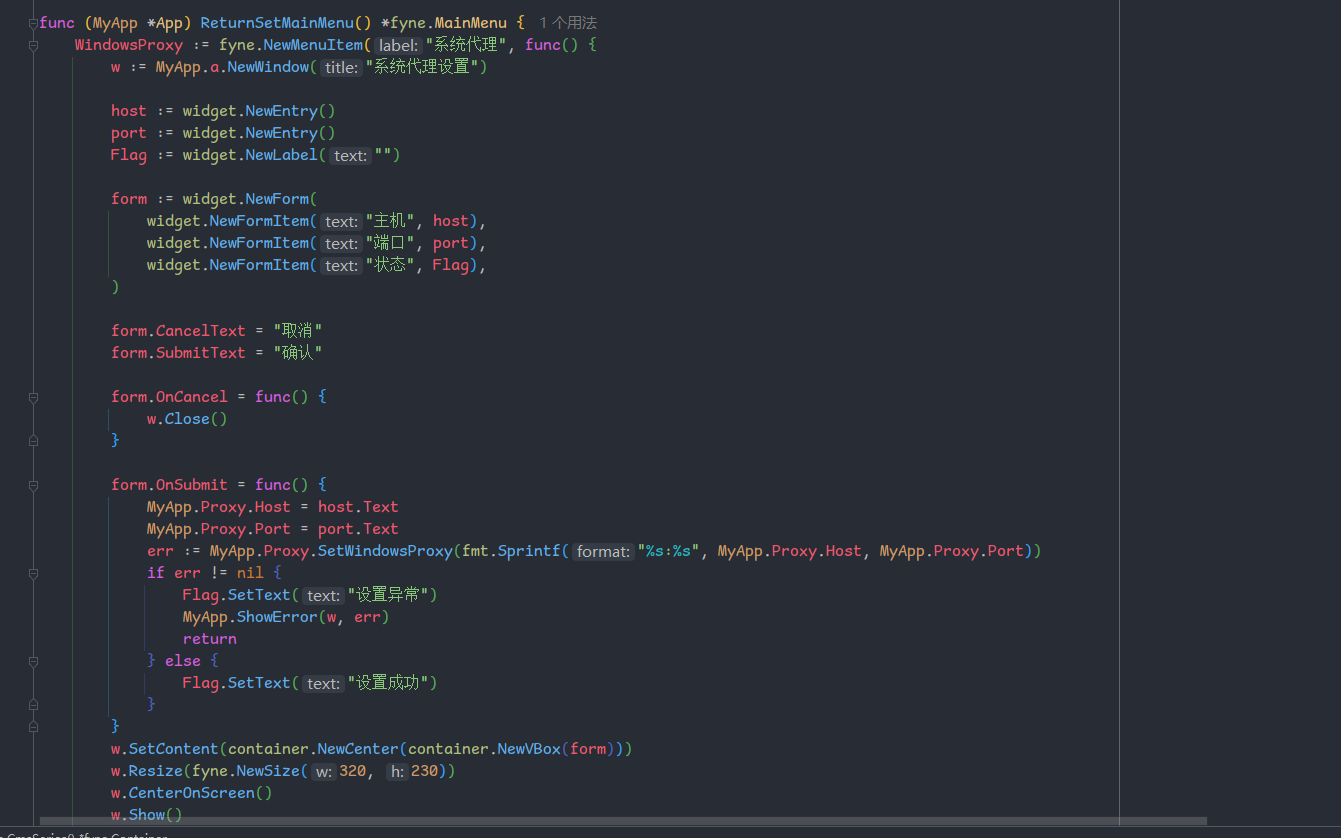 func (MyApp *App) ReturnSetMainMenu() *fyne.MainMenu { 1 个用法
WindowsProxy := fyne.NewMenuItem( label: "系统代理", func() {
w := MyApp.a.NewWindow( title: "系统代理设置")
host := widget.NewEntry()
port := widget.NewEntry()
Flag := widget.NewLabel( text: "")
form := widget.NewForm(
widget.NewFormItem( text: "主机", host),
widget.NewFormItem( text: "端口", port),
widget.NewFormItem( text: "状态", Flag),
)
form.CancelText = "取消"
form.SubmitText = "确认"
form.OnCancel = func() {
w.Close()
}
form.OnSubmit = func() {
MyApp.Proxy.Host = host.Text
MyApp.Proxy.Port = port.Text
err := MyApp.Proxy.SetWindowsProxy(fmt.Sprintf( format: "%s:%s", MyApp.Proxy.Host, MyApp.Proxy.Port))
if err != nil {
Flag.SetText( text: "设置异常")
MyApp.ShowError(w, err)
return
} else {
Flag.SetText( text: "设置成功")
}
}
w.SetContent(container.NewCenter(container.NewVBox(form)))
w.Resize(fyne.NewSize( w: 320, h: 230))
w.CenterOnScreen()
w.Show()